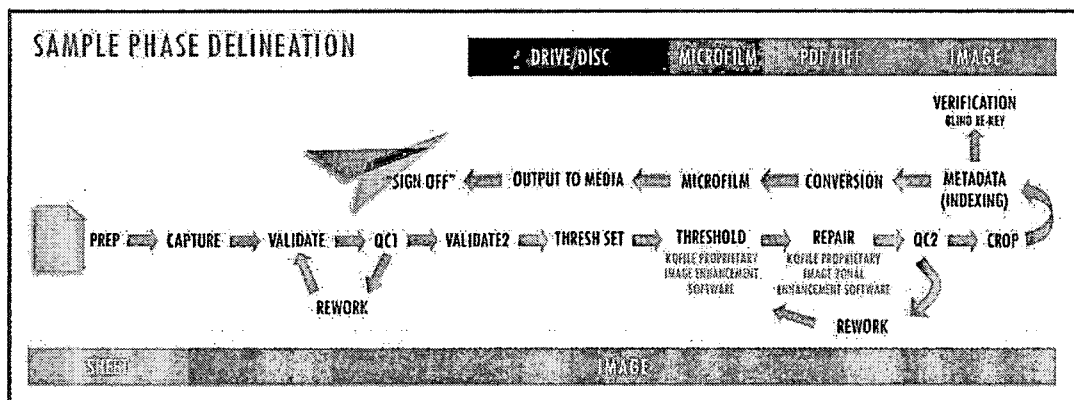 SAMPLE PHASE DELINEATION
DRIVE/DISC MICROFILM PDF/TIFF IMAGE
VERIFICATION
BLIND RE-KEY
"SIGN OFF" OUTPUT TO MEDIA MICROFILM CONVERSION METADATA
(INDEXING)
PREP CAPTURE VALIDATE QC1 VALIDATE2 THRESH SET THRESHOLD REPAIR QC2 CROP
KOFILE PROPRIETARY
IMAGE ENHANCEMENT
SOFTWARE
KOFILE PROPRIETARY
IMAGE ZONAL
ENHANCEMENT SOFTWARE
REWORK
REWORK
SHEET IMAGE